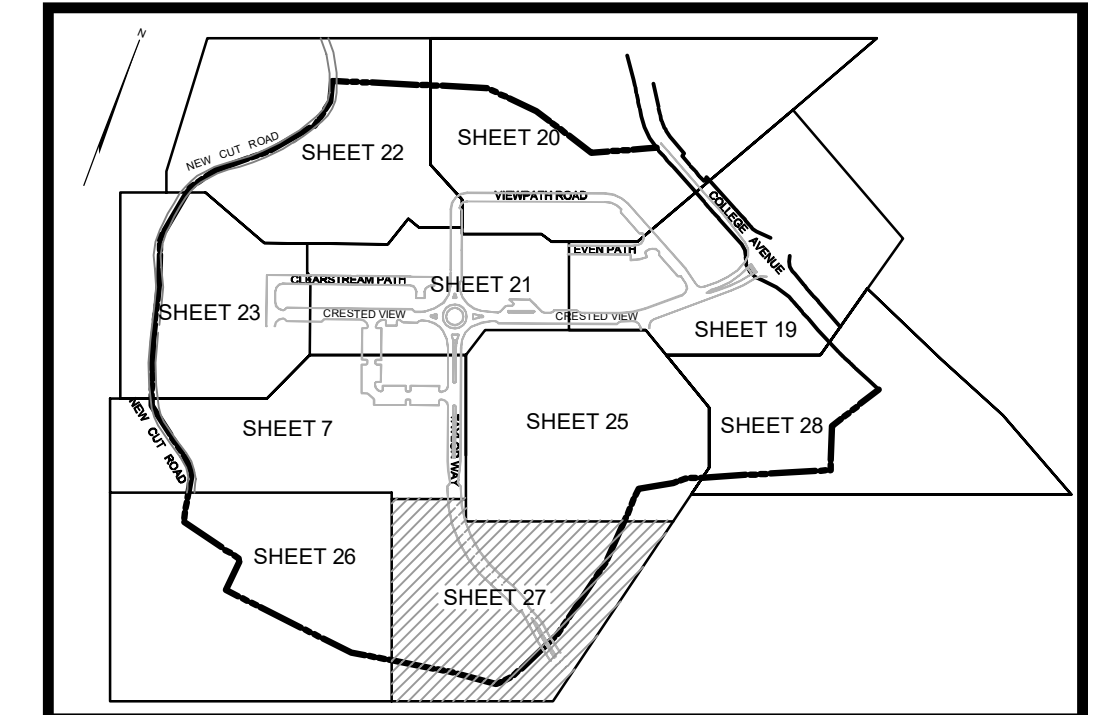 N
NEW CUT ROAD
SHEET 22
SHEET 20
VIEWPATH ROAD
COLLEGE AVENUE
EVEN PATH
CLEARSTREAM PATH
SHEET 21
SHEET 23
CRESTED VIEW
CRESTED VIEW
SHEET 19
NEW CUT ROAD
SHEET 7
WAY
SHEET 25
SHEET 28
SHEET 26
SHEET 27